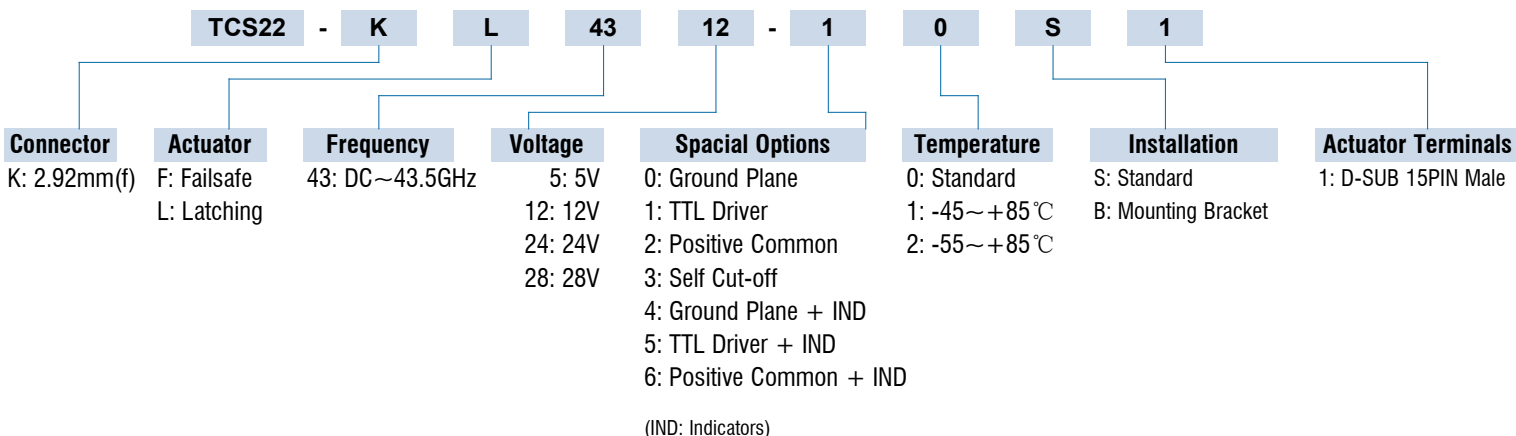 TCS22 - K L 43 12 - 1 0 S 1
Connector Actuator Frequency Voltage Spacial Options Temperature Installation Actuator Terminals
K: 2.92mm(f) F: Failsafe 43: DC~43.5GHz 5: 5V 0: Ground Plane 0: Standard S: Standard 1: D-SUB 15PIN Male
L: Latching 12: 12V 1: TTL Driver 1: -45~+85℃ B: Mounting Bracket
24: 24V 2: Positive Common 2: -55~+85℃
28: 28V 3: Self Cut-off
4: Ground Plane + IND
5: TTL Driver + IND
6: Positive Common + IND
(IND: Indicators)